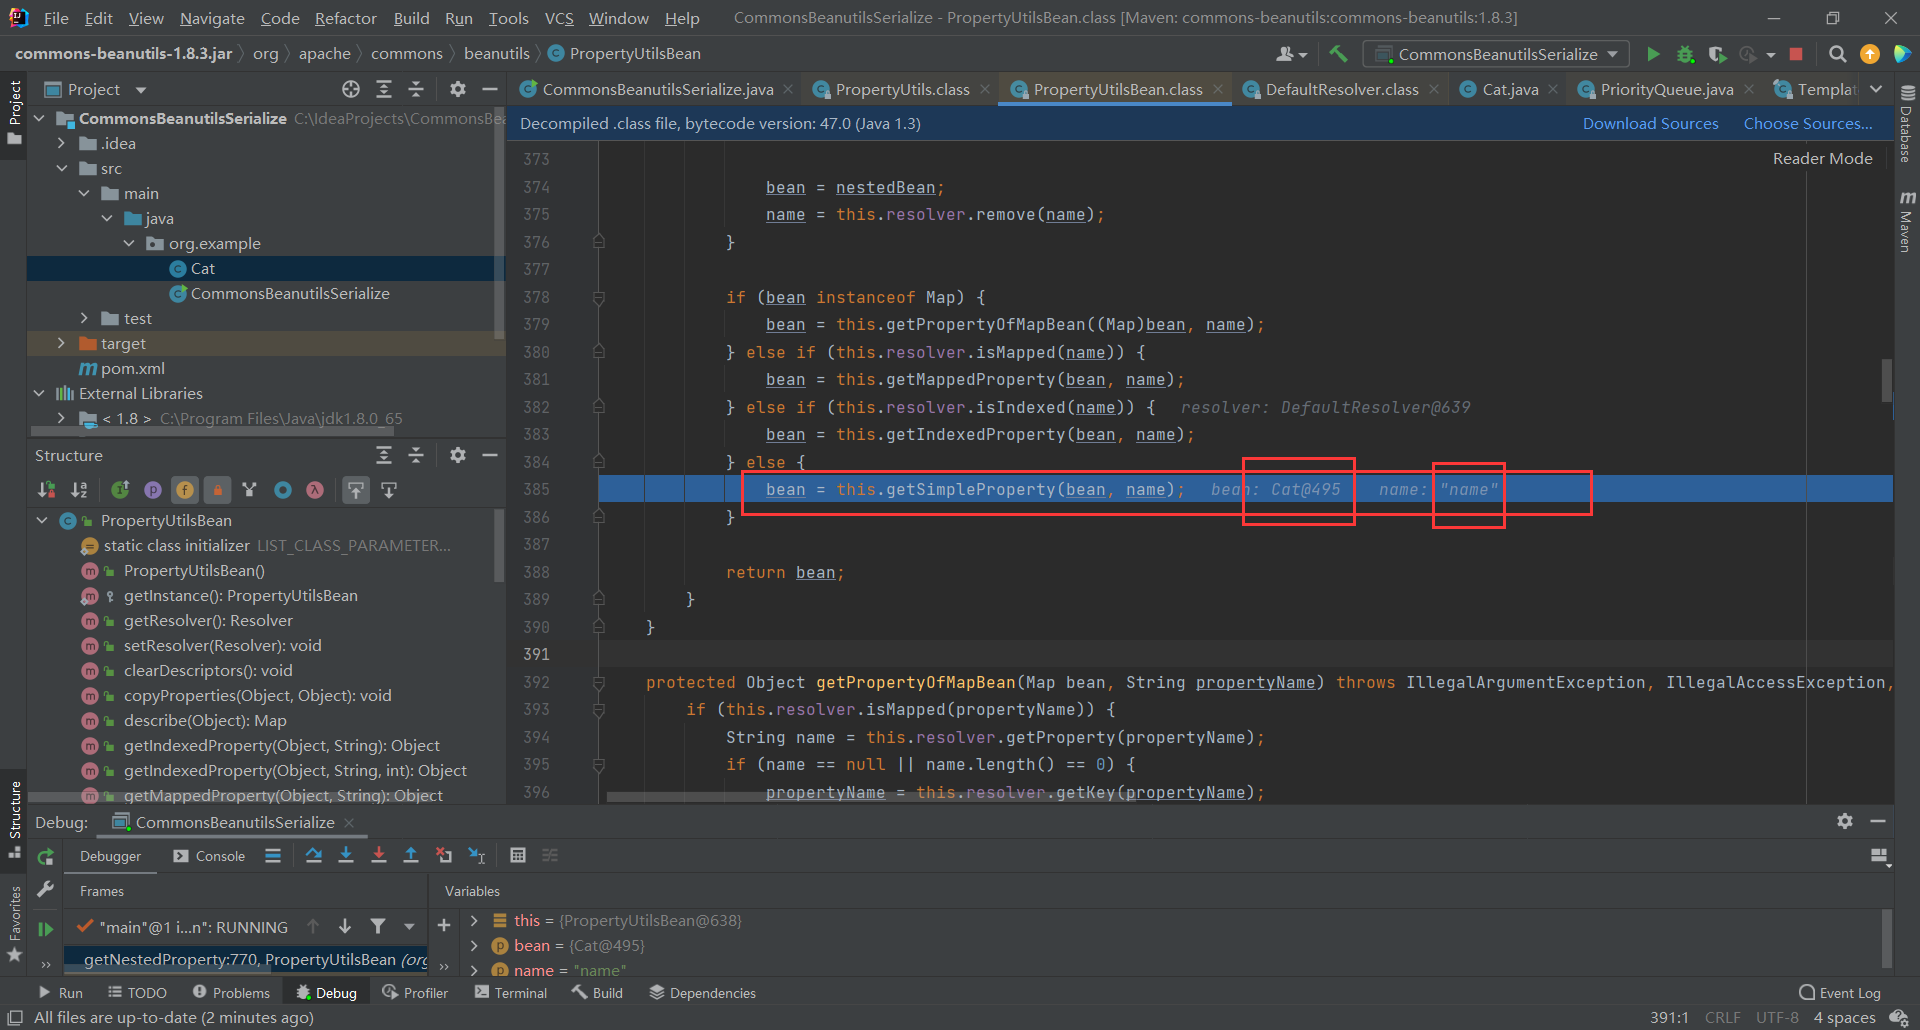 File Edit View Navigate Code Refactor Build Run Tools VCS Window Help CommonsBeanutilsSerialize - PropertyUtilsBean.class [Maven: commons-beanutils:commons-beanutils:1.8.3]
commons-beanutils-1.8.3.jar org apache commons beanutils PropertyUtilsBean CommonsBeanutilsSerialize
Project
CommonsBeanutilsSerialize.java PropertyUtils.class PropertyUtilsBean.class DefaultResolver.class Cat.java PriorityQueue.java Templat
Project
CommonsBeanutilsSerialize C:\IdeaProjects\CommonsBea
.idea
src
main
java
org.example
Cat
CommonsBeanutilsSerialize
test
target
pom.xml
External Libraries
< 1.8 > C:\Program Files\Java\jdk1.8.0_65
Structure
PropertyUtilsBean
static class initializer LIST_CLASS_PARAMETER...
PropertyUtilsBean()
getInstance(): PropertyUtilsBean
getResolver(): Resolver
setResolver(Resolver): void
clearDescriptors(): void
copyProperties(Object, Object): void
describe(Object): Map
getIndexedProperty(Object, String): Object
getIndexedProperty(Object, String, int): Object
getMappedProperty(Object, String): Object
Structure
Favorites
Decompiled .class file, bytecode version: 47.0 (Java 1.3) Download Sources Choose Sources...
Reader Mode
373
374 bean = nestedBean;
375 name = this.resolver.remove(name);
376 }
377
378 if (bean instanceof Map) {
379 bean = this.getPropertyOfMapBean((Map)bean, name);
380 } else if (this.resolver.isMapped(name)) {
381 bean = this.getMappedProperty(bean, name);
382 } else if (this.resolver.isIndexed(name)) { resolver: DefaultResolver@639
383 bean = this.getIndexedProperty(bean, name);
384 } else {
385 bean = this.getSimpleProperty(bean, name); bean: Cat@495 name: "name"
386 }
387
388 return bean;
389 }
390 }
391
392 protected Object getPropertyOfMapBean(Map bean, String propertyName) throws IllegalArgumentException, IllegalAccessException,
393 if (this.resolver.isMapped(propertyName)) {
394 String name = this.resolver.getProperty(propertyName);
395 if (name == null || name.length() == 0) {
396 propertyName = this.resolver.getKey(propertyName);
Database
Maven
Debug: CommonsBeanutilsSerialize
Debugger Console
Frames Variables
"main"@1 i...n": RUNNING
getNestedProperty:770, PropertyUtilsBean (org
this = {PropertyUtilsBean@638}
bean = {Cat@495}
name = "name"
Run TODO Problems Debug Profiler Terminal Build Dependencies Event Log
All files are up-to-date (2 minutes ago) 391:1 CRLF UTF-8 4 spaces